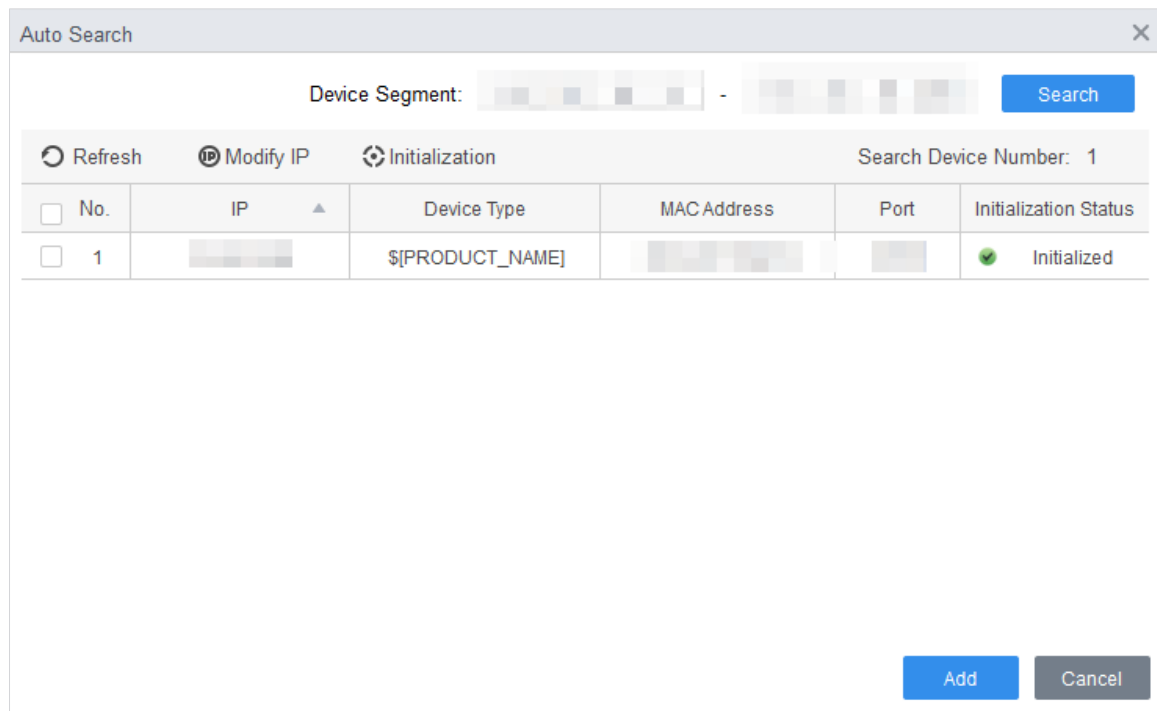 Auto Search
Device Segment: - Search
Refresh Modify IP Initialization Search Device Number: 1
No. IP Device Type MAC Address Port Initialization Status
1 $[PRODUCT_NAME] Initialized
Add Cancel